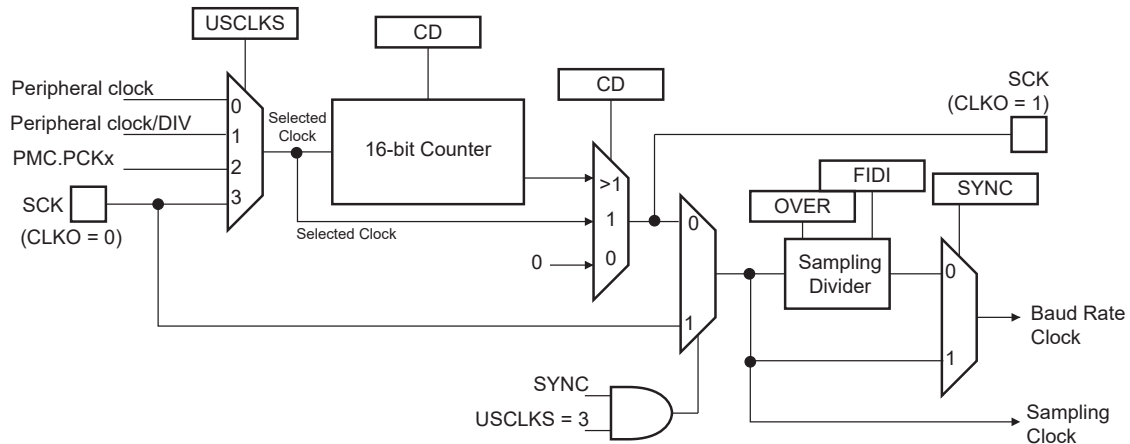 USCLKS
CD
CD
SCK
(CLKO = 1)
Peripheral clock
Peripheral clock/DIV
PMC.PCKx
SCK
(CLKO = 0)
0
1
2
3
Selected
Clock
16-bit Counter
Selected Clock
0
>1
1
0
0
1
FIDI
OVER
SYNC
Sampling
Divider
0
1
Baud Rate
Clock
SYNC
USCLKS = 3
Sampling
Clock